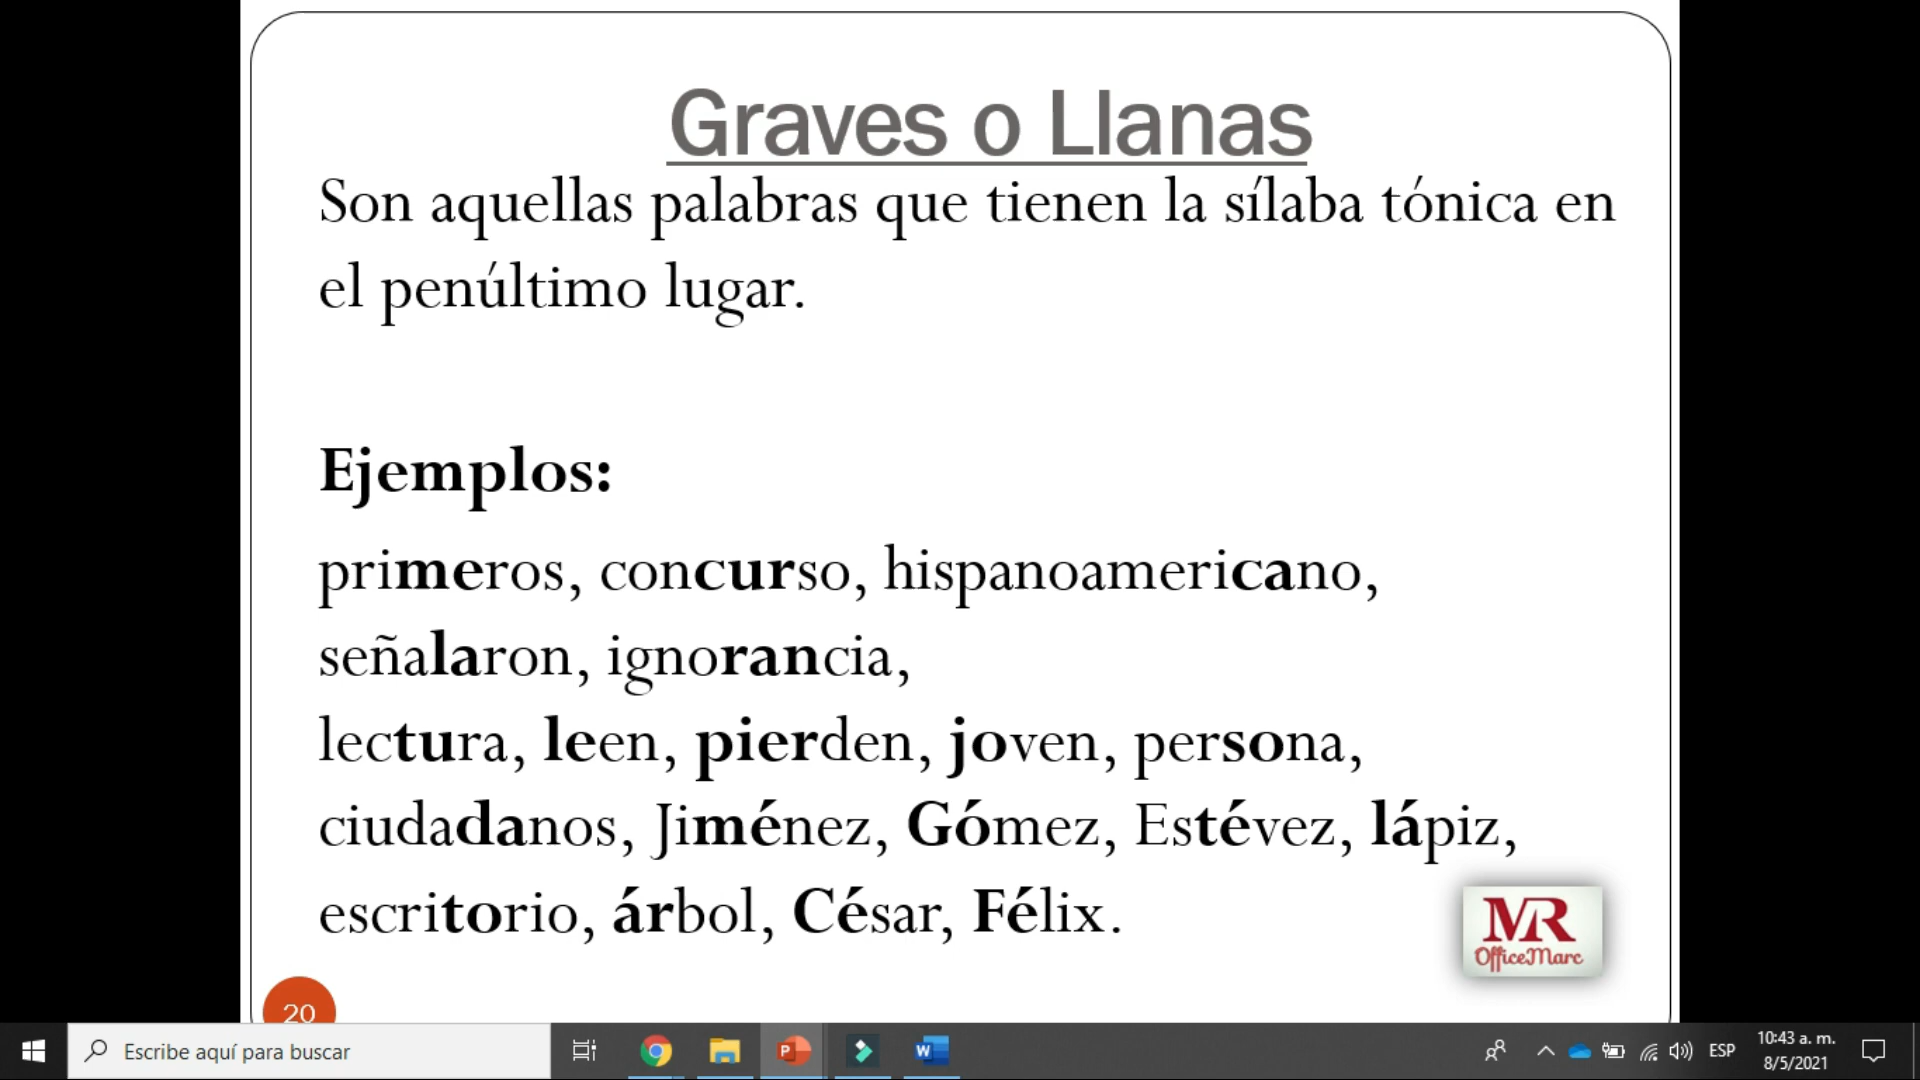 Graves o Llanas
Son aquellas palabras que tienen la sílaba tónica en
el penúltimo lugar.
Ejemplos:
primeros, concurso, hispanoamericano,
señalaron, ignorancia,
lectura, leen, pierden, joven, persona,
ciudadanos, Jiménez, Gómez, Estévez, lápiz,
escritorio, árbol, César, Félix.
MR
OfficeMarc
20
Escribe aquí para buscar
P
W
ESP
10:43 a. m.
8/5/2021